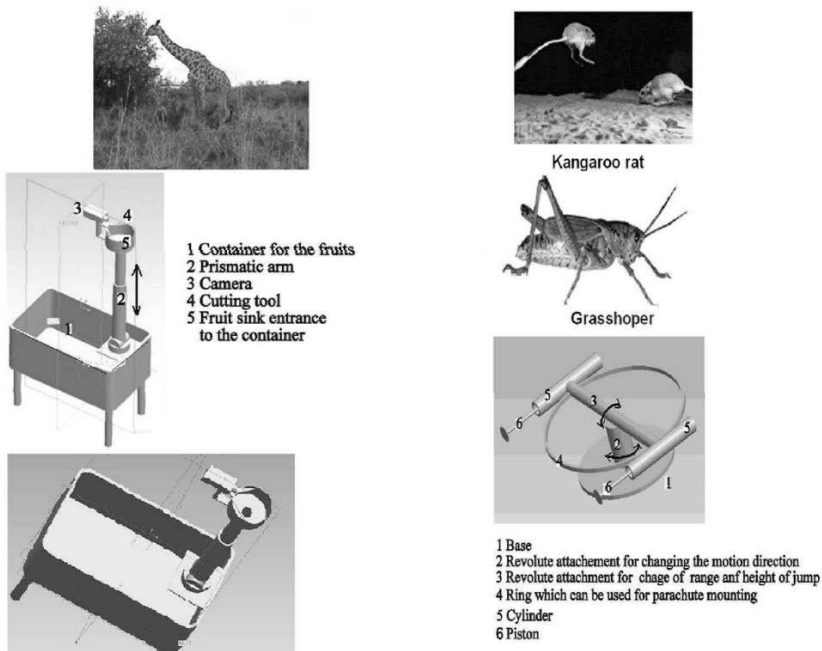 3
4
5
2
1
1 Container for the fruits
2 Prismatic arm
3 Camera
4 Cutting tool
5 Fruit sink entrance
to the container
Kangaroo rat
Grasshoper
5
3
6
5
2
4
6
1
1 Base
2 Revolute attachement for changing the motion direction
3 Revolute attachment for chage of range anf height of jump
4 Ring which can be used for parachute mounting
5 Cylinder
6 Piston